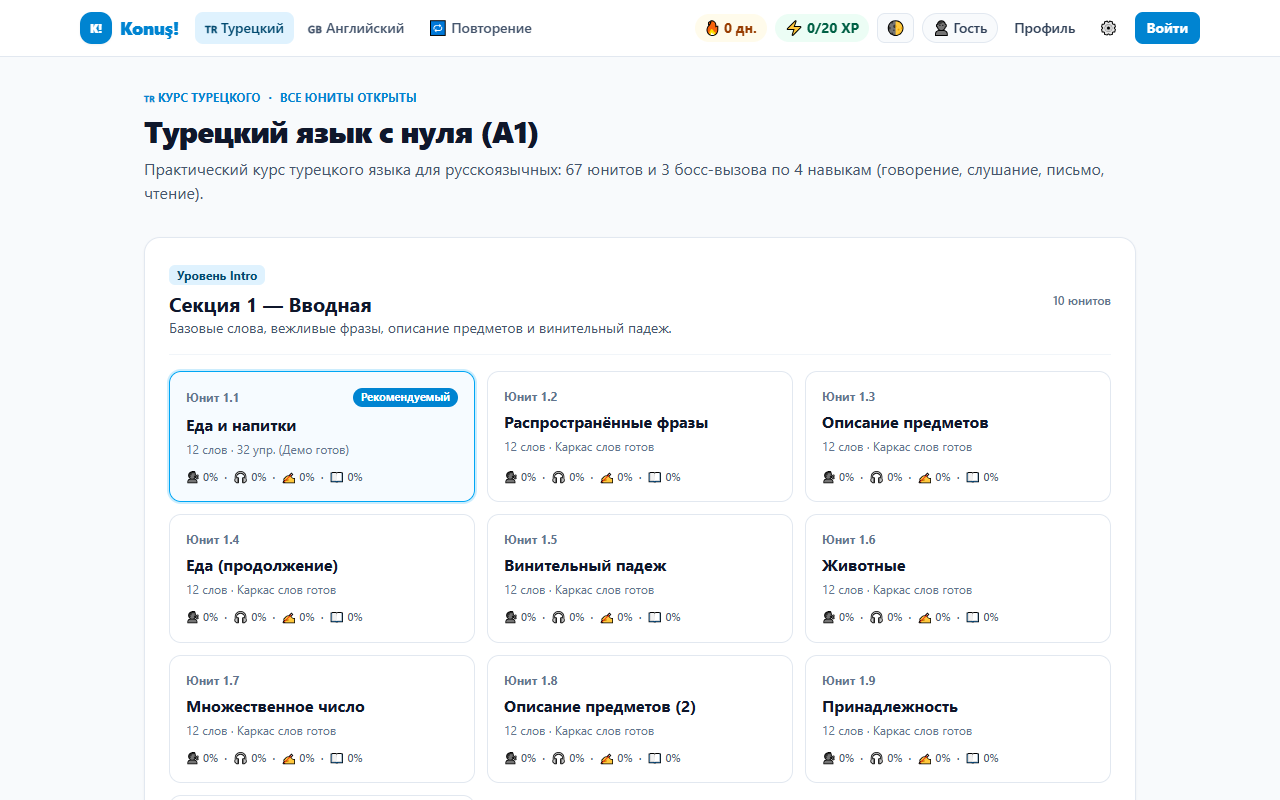 K! Konuş! TR Турецкий GB Английский Повторение 0 дн. 0/20 XP Гость Профиль Войти
TR КУРС ТУРЕЦКОГО · ВСЕ ЮНИТЫ ОТКРЫТЫ
Турецкий язык с нуля (A1)
Практический курс турецкого языка для русскоязычных: 67 юнитов и 3 босс-вызова по 4 навыкам (говорение, слушание, письмо,
чтение).
Уровень Intro
Секция 1 — Вводная
10 юнитов
Базовые слова, вежливые фразы, описание предметов и винительный падеж.
Юнит 1.1 Рекомендуемый
Еда и напитки
12 слов · 32 упр. (Демо готов)
0% · 0% · 0% · 0%
Юнит 1.2
Распространённые фразы
12 слов · Каркас слов готов
0% · 0% · 0% · 0%
Юнит 1.3
Описание предметов
12 слов · Каркас слов готов
0% · 0% · 0% · 0%
Юнит 1.4
Еда (продолжение)
12 слов · Каркас слов готов
0% · 0% · 0% · 0%
Юнит 1.5
Винительный падеж
12 слов · Каркас слов готов
0% · 0% · 0% · 0%
Юнит 1.6
Животные
12 слов · Каркас слов готов
0% · 0% · 0% · 0%
Юнит 1.7
Множественное число
12 слов · Каркас слов готов
0% · 0% · 0% · 0%
Юнит 1.8
Описание предметов (2)
12 слов · Каркас слов готов
0% · 0% · 0% · 0%
Юнит 1.9
Принадлежность
12 слов · Каркас слов готов
0% · 0% · 0% · 0%